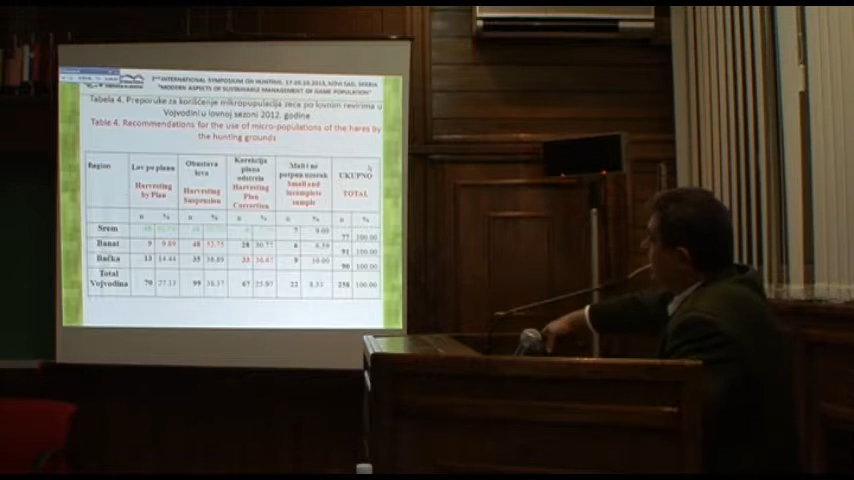 2ND INTERNATIONAL SYMPOSIUM ON HUNTING, 17-20.10.2013, NOVI SAD, SERBIA
"MODERN ASPECTS OF SUSTAINABLE MANAGEMENT OF GAME POPULATION"
Tabela 4. Preporuke za korišćenje mikropopulacija zeca po lovnom revirima u
Vojvodini u lovnoj sezoni 2012. godine
Table 4. Recommendations for the use of micro-populations of the hares by
the hunting grounds
Region Lov po planu Harvesting by Plan Obustava lova Harvesting Suspension Korekcija plana odstrela Harvesting Plan Correction Mali i ne potpun uzorak Small and incomplete sample UKUPNO TOTAL
n % n % n % n % n %
Srem 7 9.09 77 100.00
Banat 9 9.89 48 52.75 28 30.77 6 6.59 91 100.00
Bačka 13 14.44 35 38.89 33 36.67 9 10.00 90 100.00
Total Vojvodina 70 27.13 99 38.37 67 25.97 22 8.53 258 100.00